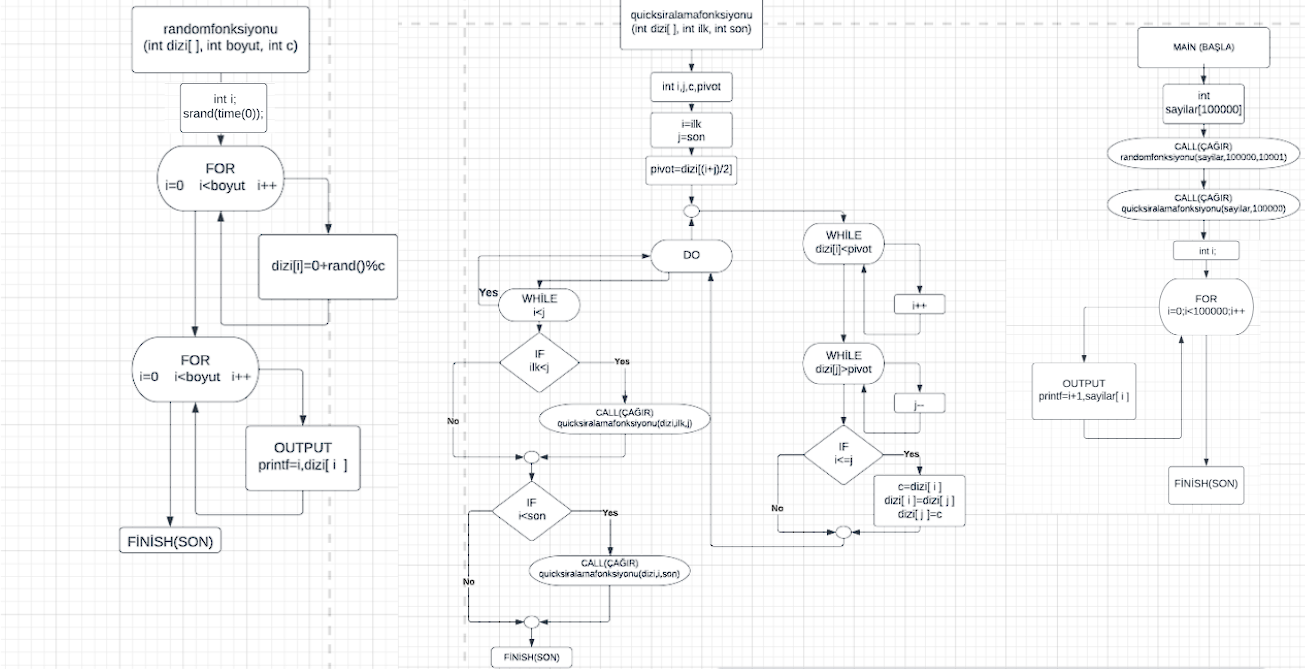 randomfonksiyonu
(int dizi[ ], int boyut, int c)
int i;
srand(time(0));
FOR
i=0 i<boyut i++
dizi[i]=0+rand()%c
FOR
i=0 i<boyut i++
OUTPUT
printf=i,dizi[ i ]
FİNİSH(SON)
quicksiralamafonksiyonu
(int dizi[ ], int ilk, int son)
int i,j,c,pivot
i=ilk
j=son
pivot=dizi[(i+j)/2]
DO
Yes
WHİLE
i<j
IF
ilk<j
Yes
No
CALL(ÇAĞIR)
quicksiralamafonksiyonu(dizi,ilk,j)
IF
i<son
Yes
No
CALL(ÇAĞIR)
quicksiralamafonksiyonu(dizi,i,son)
FİNİSH(SON)
WHİLE
dizi[i]<pivot
i++
WHİLE
dizi[j]>pivot
j--
IF
i<=j
Yes
No
c=dizi[ i ]
dizi[ i ]=dizi[ j ]
dizi[ j ]=c
MAİN (BAŞLA)
int
sayilar[100000]
CALL(ÇAĞIR)
randomfonksiyonu(sayilar,100000,10001)
CALL(ÇAĞIR)
quicksiralamafonksiyonu(sayilar,100000)
int i;
FOR
i=0;i<100000;i++
OUTPUT
printf=i+1,sayilar[ i ]
FİNİSH(SON)